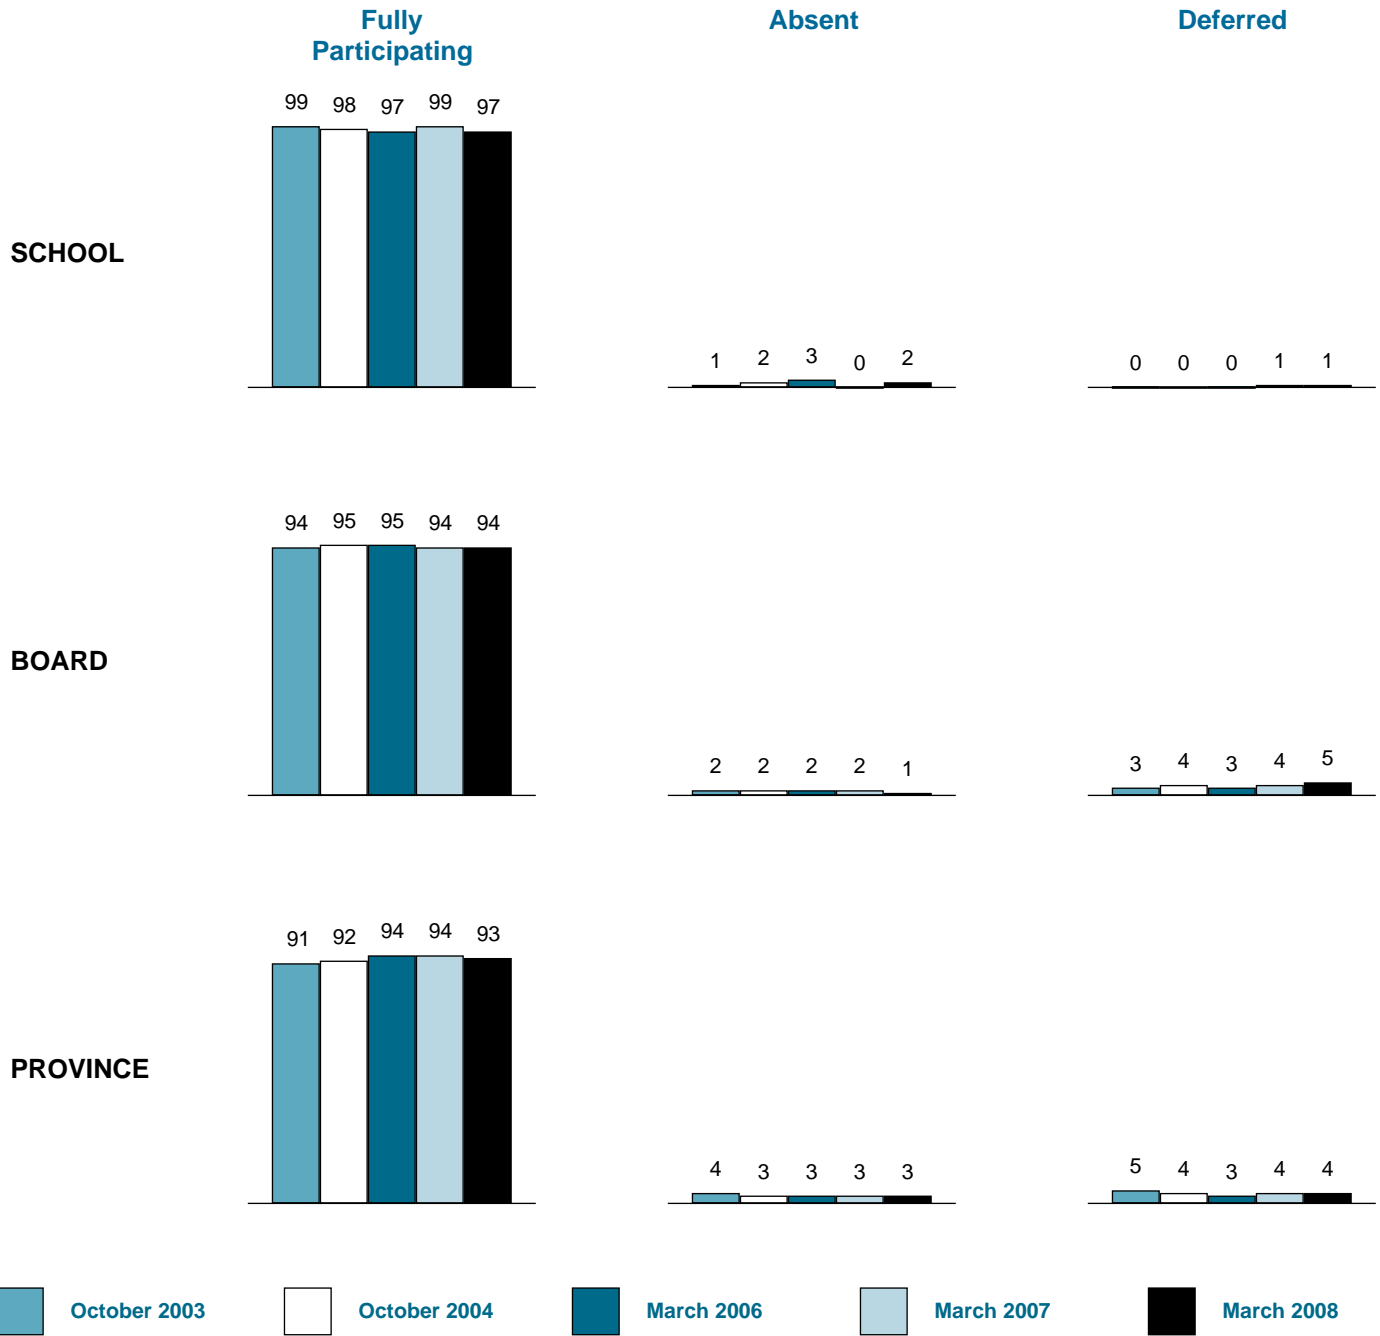 Fully
Participating
Absent
Deferred
99 98 97 99 97
1 2 3 0 2
0 0 0 1 1
SCHOOL
94 95 95 94 94
2 2 2 2 1
3 4 3 4 5
BOARD
91 92 94 94 93
4 3 3 3 3
5 4 3 4 4
PROVINCE
October 2003
October 2004
March 2006
March 2007
March 2008